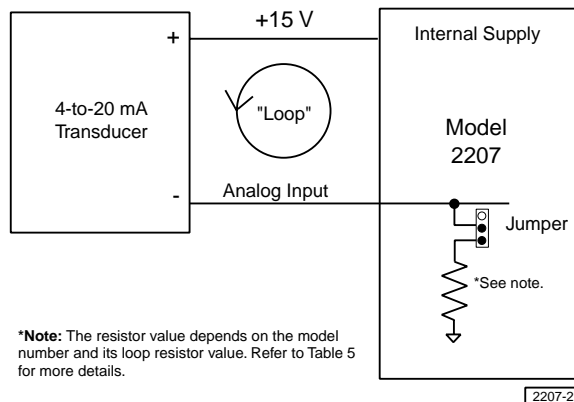 +15 V
Internal Supply
+
4-to-20 mA
Transducer
"Loop"
Model
2207
-
Analog Input
Jumper
*See note.
*Note: The resistor value depends on the model
number and its loop resistor value. Refer to Table 5
for more details.
2207-2